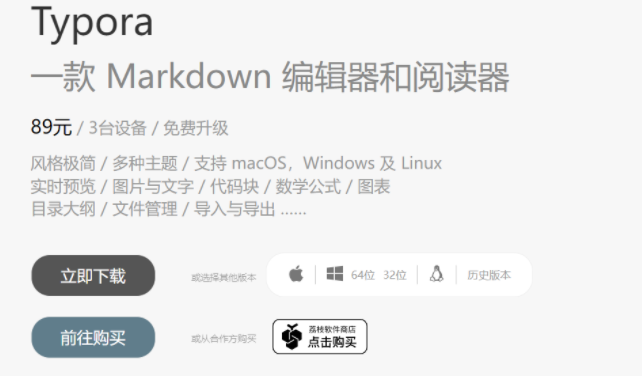 Typora
一款 Markdown 编辑器和阅读器
89元 / 3台设备 / 免费升级
风格极简 / 多种主题 / 支持 macOS，Windows 及 Linux
实时预览 / 图片与文字 / 代码块 / 数学公式 / 图表
目录大纲 / 文件管理 / 导入与导出 ......
立即下载 或选择其他版本 64位 32位 历史版本
前往购买 或从合作方购买 荔枝软件商店
点击购买